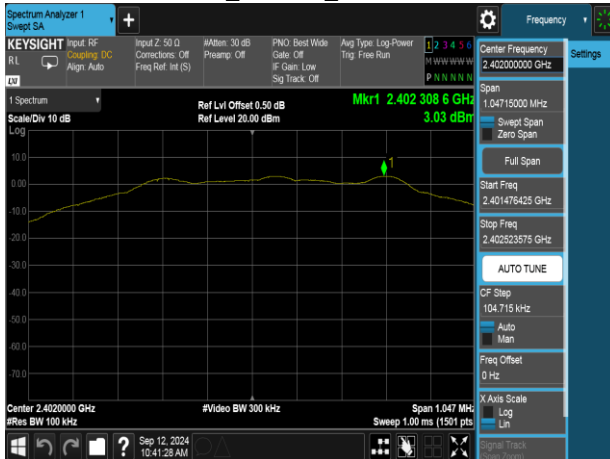 Spectrum Analyzer 1
Swept SA
+
Frequency
KEYSIGHT
Input: RF
Input Z: 50 Ω
#Atten: 30 dB
PNO: Best Wide
Avg Type: Log-Power
1 2 3 4 5 6
RL
Coupling: DC
Corrections: Off
Preamp: Off
Gate: Off
Trig: Free Run
M W W W W W
Align: Auto
Freq Ref: Int (S)
IF Gain: Low
P N N N N N
Sig Track: Off
LXI
1 Spectrum
Ref Lvl Offset 0.50 dB
Mkr1 2.402 308 6 GHz
Scale/Div 10 dB
Ref Level 20.00 dBm
3.03 dBm
Log
1
10.0
0.00
-10.0
-20.0
-30.0
-40.0
-50.0
-60.0
-70.0
Center 2.4020000 GHz
#Video BW 300 kHz
Span 1.047 MHz
#Res BW 100 kHz
Sweep 1.00 ms (1501 pts
Sep 12, 2024
10:41:28 AM
?
Center Frequency
2.402000000 GHz
Settings
Span
1.04715000 MHz
Swept Span
Zero Span
Full Span
Start Freq
2.401476425 GHz
Stop Freq
2.402523575 GHz
AUTO TUNE
CF Step
104.715 kHz
Auto
Man
Freq Offset
0 Hz
X Axis Scale
Log
Lin
Signal Track
(Span Zoom)